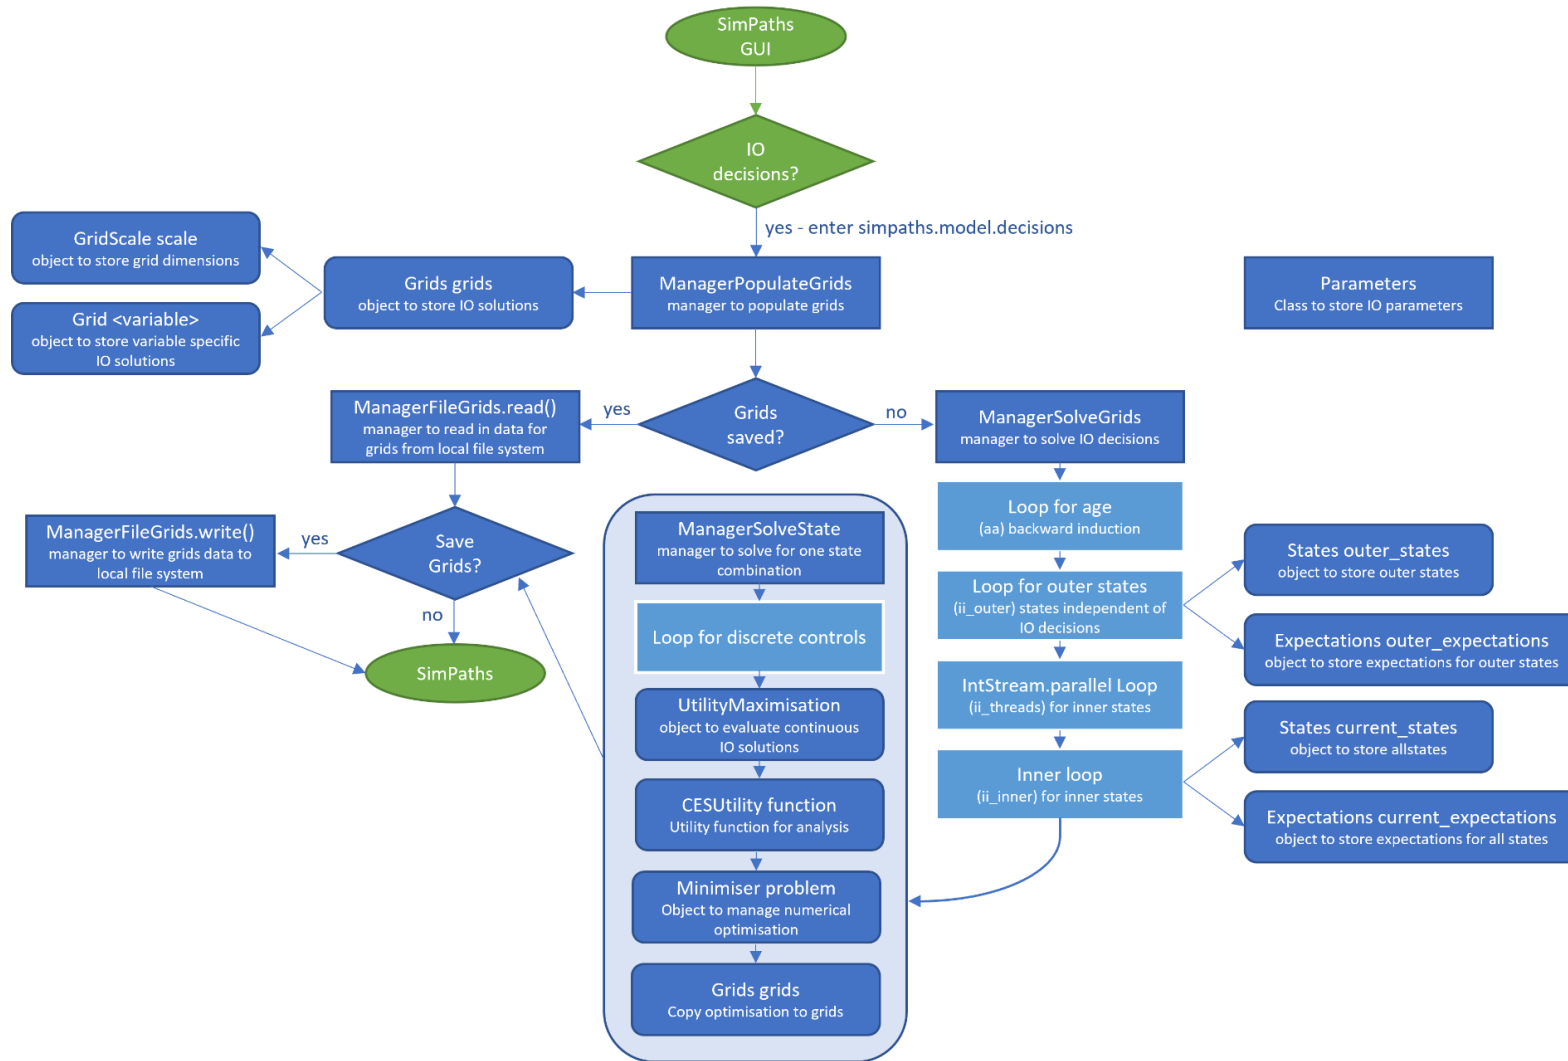 SimPaths
GUI
IO
decisions?
yes - enter simpaths.model.decisions
GridScale scale
object to store grid dimensions
Grids grids
object to store IO solutions
ManagerPopulateGrids
manager to populate grids
Parameters
Class to store IO parameters
Grid <variable>
object to store variable specific
IO solutions
ManagerFileGrids.read()
manager to read in data for
grids from local file system
yes
Grids
saved?
no
ManagerSolveGrids
manager to solve IO decisions
ManagerFileGrids.write()
manager to write grids data to
local file system
yes
Save
Grids?
no
SimPaths
ManagerSolveState
manager to solve for one state
combination
Loop for discrete controls
UtilityMaximisation
object to evaluate continuous
IO solutions
CESUtility function
Utility function for analysis
Minimiser problem
Object to manage numerical
optimisation
Grids grids
Copy optimisation to grids
Loop for age
(aa) backward induction
Loop for outer states
(ii_outer) states independent of
IO decisions
IntStream.parallel Loop
(ii_threads) for inner states
Inner loop
(ii_inner) for inner states
States outer_states
object to store outer states
Expectations outer_expectations
object to store expectations for outer states
States current_states
object to store allstates
Expectations current_expectations
object to store expectations for all states